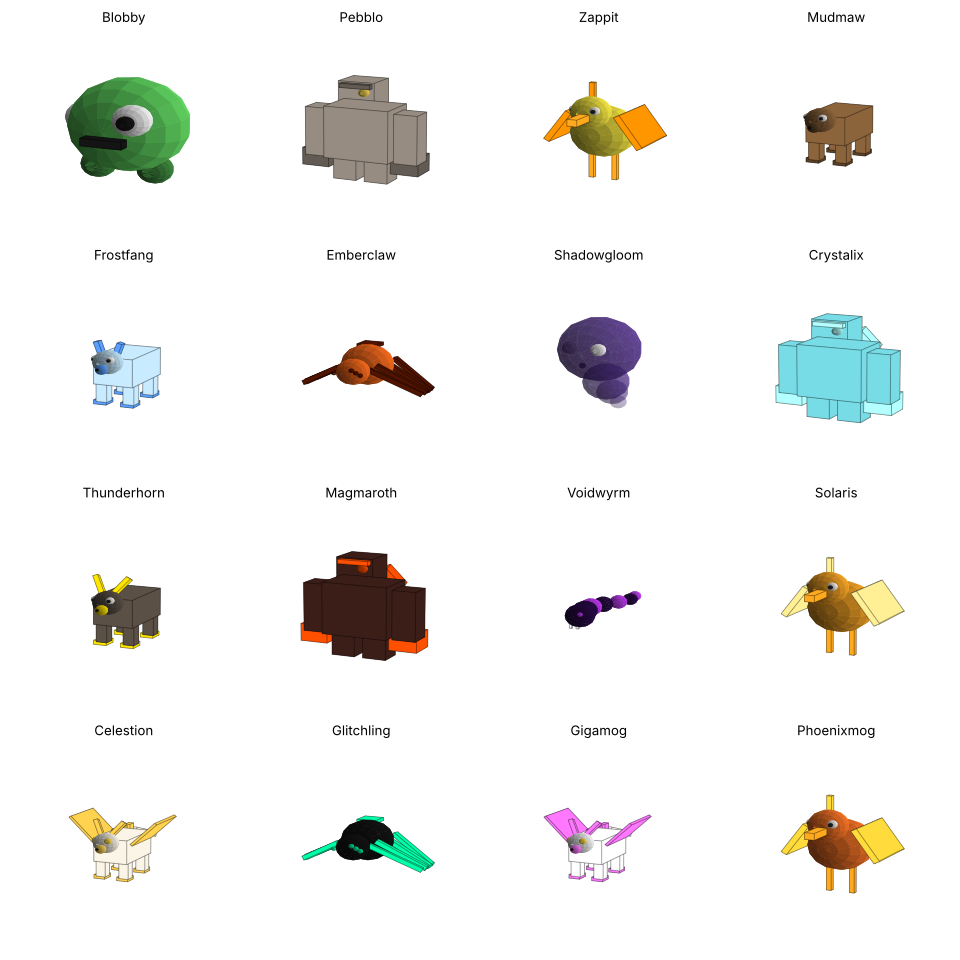 Blobby Pebblo Zappit Mudmaw
Frostfang Emberclaw Shadowgloom Crystalix
Thunderhorn Magmaroth Voidwyrm Solaris
Celestion Glitchling Gigamog Phoenixmog